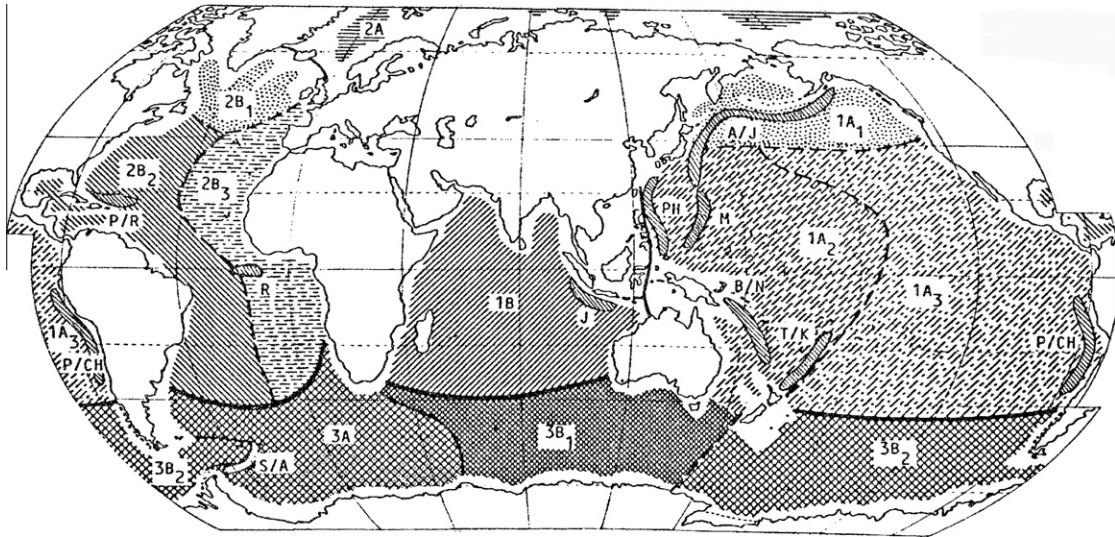 2A
2B1
1A1
A/J
2B2
2B3
PH
M
P/R
1A2
R
1B
B/N
1A3
J
1A3
T/K
P/CH
P/CH
3A
3B1
3B2
3B2
S/A